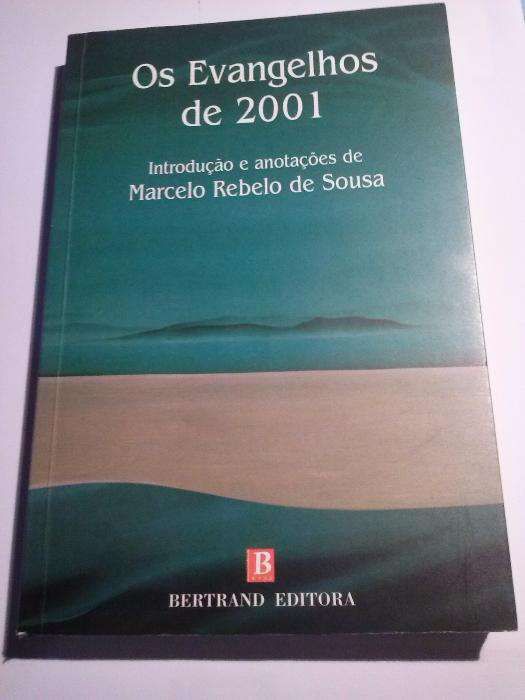 Os Evangelhos
de 2001
Introdução e anotações de
Marcelo Rebelo de Sousa
B
BERTRAND EDITORA